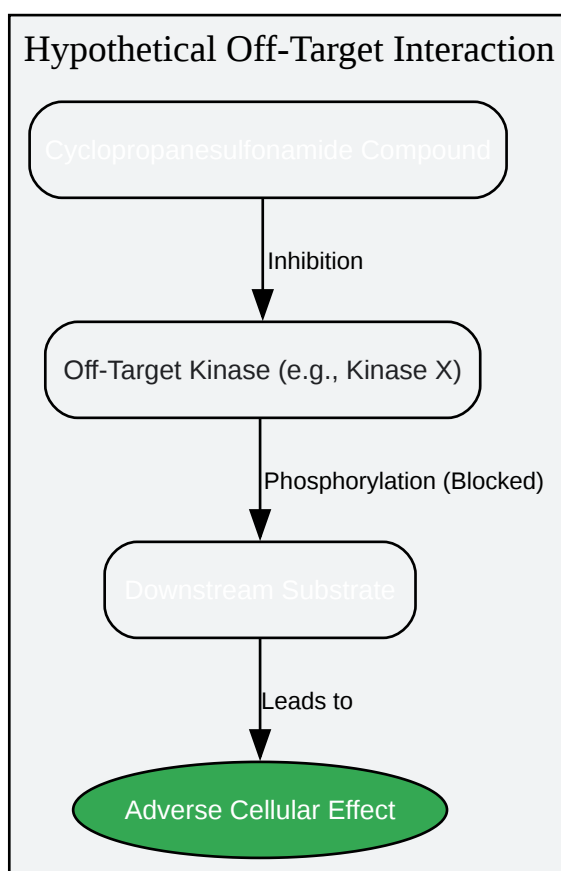 Hypothetical Off-Target Interaction
Cyclopropanesulfonamide Compound
Inhibition
Off-Target Kinase (e.g., Kinase X)
Phosphorylation (Blocked)
Downstream Substrate
Leads to
Adverse Cellular Effect